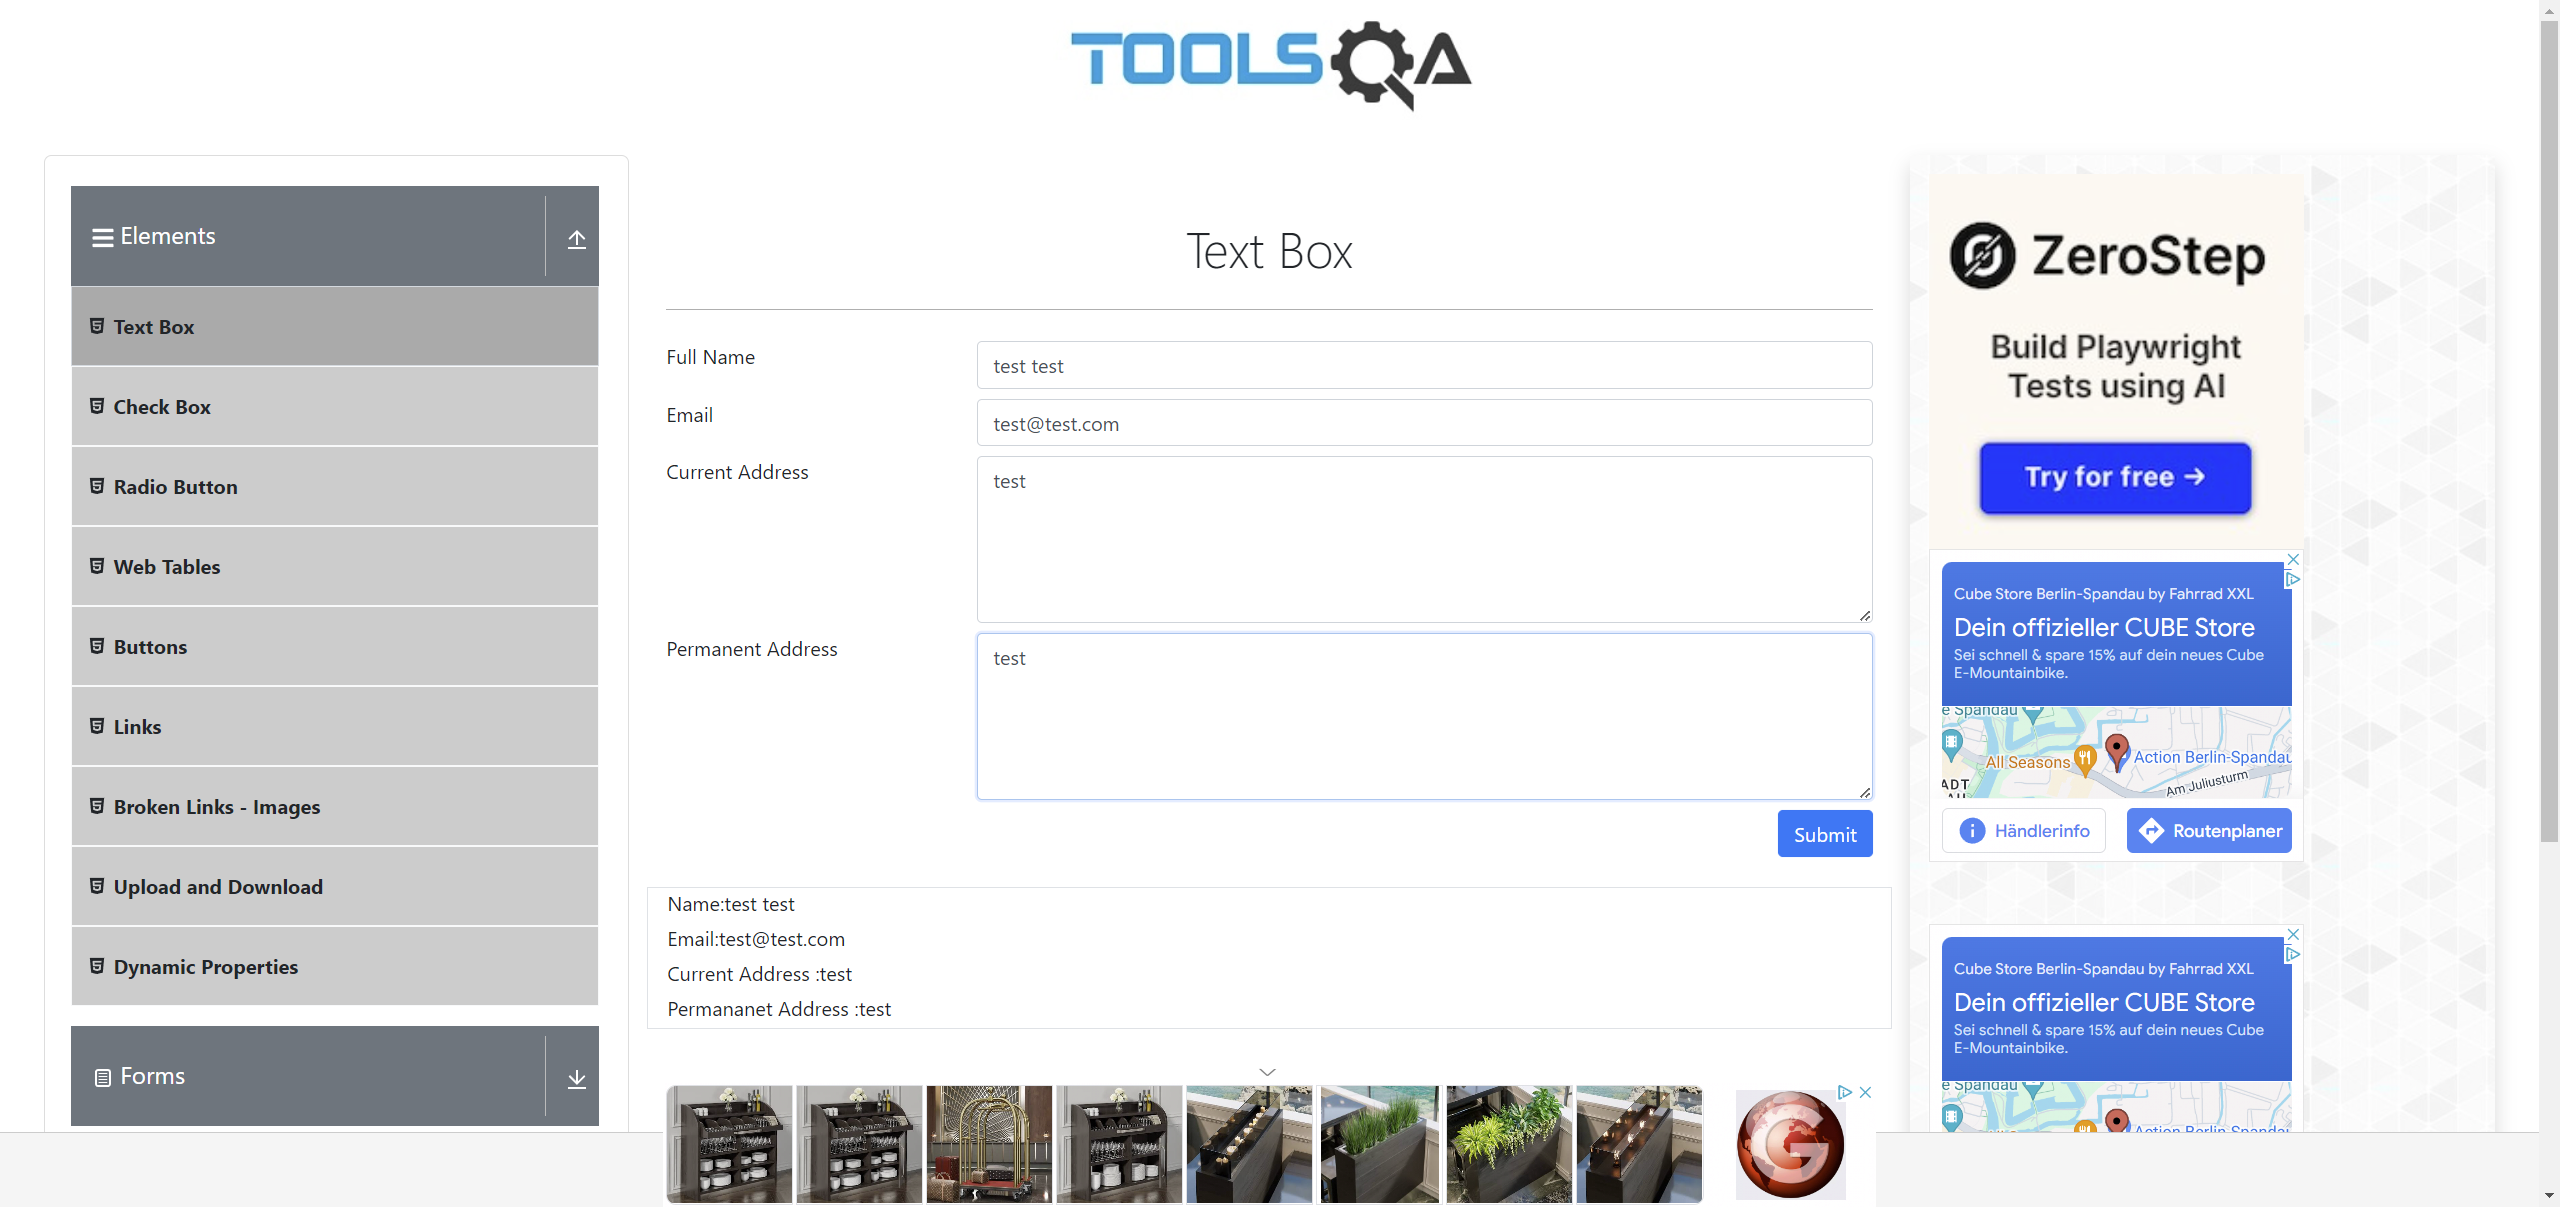 TOOLSQA
Elements
Text Box
Check Box
Radio Button
Web Tables
Buttons
Links
Broken Links - Images
Upload and Download
Dynamic Properties
Forms
Text Box
Full Name
test test
Email
test@test.com
Current Address
test
Permanent Address
test
Submit
Name:test test
Email:test@test.com
Current Address :test
Permananet Address :test
ZeroStep
Build Playwright
Tests using AI
Try for free →
Cube Store Berlin-Spandau by Fahrrad XXL
Dein offizieller CUBE Store
Sei schnell & spare 15% auf dein neues Cube
E-Mountainbike.
e Spandau
All Seasons
Action Berlin-Spandau
Am Juliusturm
ADT
Händlerinfo
Routenplaner
Cube Store Berlin-Spandau by Fahrrad XXL
Dein offizieller CUBE Store
Sei schnell & spare 15% auf dein neues Cube
E-Mountainbike.
e Spandau
Action Berlin-Spandau
G